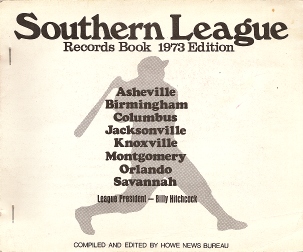 Southern League
Records Book 1973 Edition
Asheville
Birmingham
Columbus
Jacksonville
Knoxville
Montgomery
Orlando
Savannah
League President — Billy Hitchcock
COMPILED AND EDITED BY HOWE NEWS BUREAU